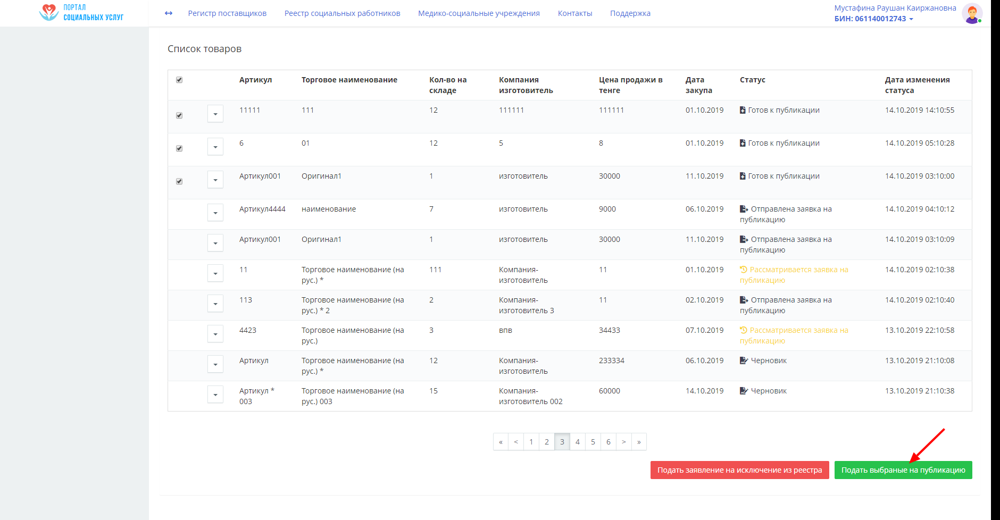 ПОРТАЛ
СОЦИАЛЬНЫХ УСЛУГ
Регистр поставщиков Реестр социальных работников Медико-социальные учреждения Контакты Поддержка
Мустафина Раушан Каиржановна
БИН: 061140012743
Список товаров
Артикул Торговое наименование Кол-во на складе Компания изготовитель Цена продажи в тенге Дата закупа Статус Дата изменения статуса
11111 111 12 111111 111111 01.10.2019 Готов к публикации 14.10.2019 14:10:55
6 01 12 5 8 01.10.2019 Готов к публикации 14.10.2019 05:10:28
Артикул001 Оригинал1 1 изготовитель 30000 11.10.2019 Готов к публикации 14.10.2019 03:10:00
Артикул4444 наименование 7 изготовитель 9000 06.10.2019 Отправлена заявка на публикацию 14.10.2019 04:10:12
Артикул001 Оригинал1 1 изготовитель 30000 11.10.2019 Отправлена заявка на публикацию 14.10.2019 03:10:09
11 Торговое наименование (на рус.) * 111 Компания-изготовитель 11 01.10.2019 Рассматривается заявка на публикацию 14.10.2019 02:10:38
113 Торговое наименование (на рус.) * 2 2 Компания-изготовитель 3 11 02.10.2019 Отправлена заявка на публикацию 14.10.2019 02:10:40
4423 Торговое наименование (на рус.) 3 впв 34433 07.10.2019 Рассматривается заявка на публикацию 13.10.2019 22:10:58
Артикул Торговое наименование (на рус.) * 12 Компания-изготовитель 233334 06.10.2019 Черновик 13.10.2019 21:10:08
Артикул * 003 Торговое наименование (на рус.) 003 15 Компания-изготовитель 002 60000 14.10.2019 Черновик 13.10.2019 21:10:38
« < 1 2 3 4 5 6 > »
Подать заявление на исключение из реестра Подать выбраные на публикацию